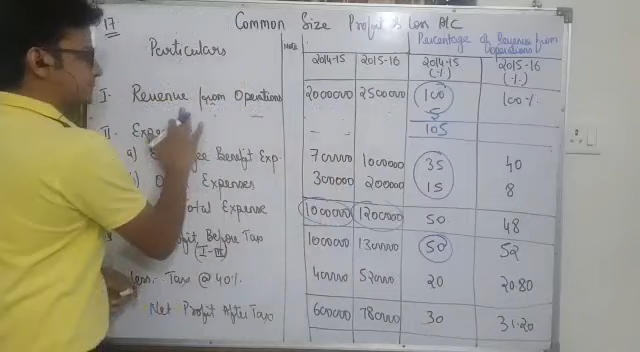 17
Common Size Profit & Loss A/C
Particulars
Note
Percentage of Revenue from operations
2014-15 2015-16 2014-15 (%) 2015-16 (%)
I. Revenue from Operations 2000000 2500000 100 100%
5
II. - - 105
a) Benefit Exp. 700000 1000000 35 40
Expenses 300000 200000 15 8
Total Expense 1000000 1200000 50 48
Profit Before Tax 1000000 1300000 50 52
(I-II)
Less: Tax @ 40% 400000 520000 20 20.80
Net Profit After Tax 600000 780000 30 31.20